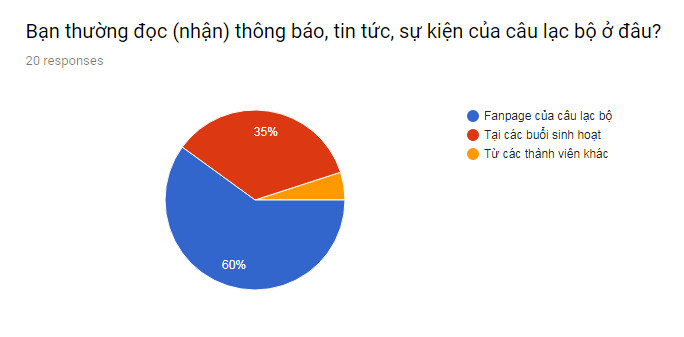 Bạn thường đọc (nhận) thông báo, tin tức, sự kiện của câu lạc bộ ở đâu?
20 responses
35%
60%
Fanpage của câu lạc bộ
Tại các buổi sinh hoạt
Từ các thành viên khác